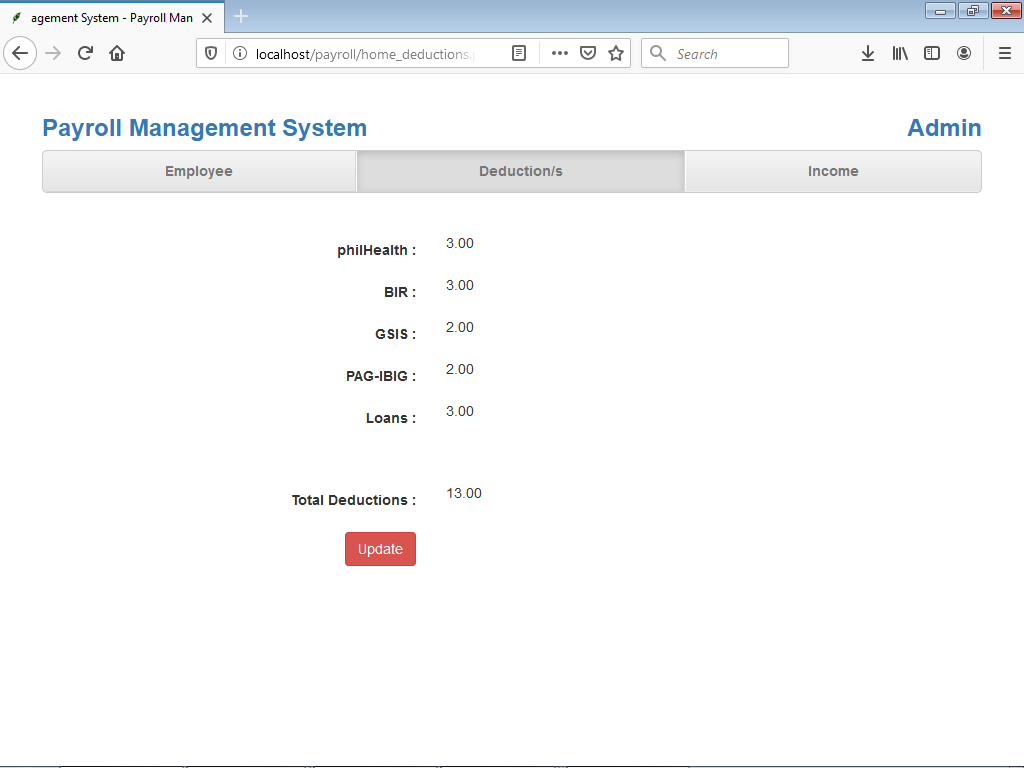 agement System - Payroll Man
localhost/payroll/home_deductions.
Search
Payroll Management System
Admin
Employee
Deduction/s
Income
philHealth :
3.00
BIR :
3.00
GSIS :
2.00
PAG-IBIG :
2.00
Loans :
3.00
Total Deductions :
13.00
Update